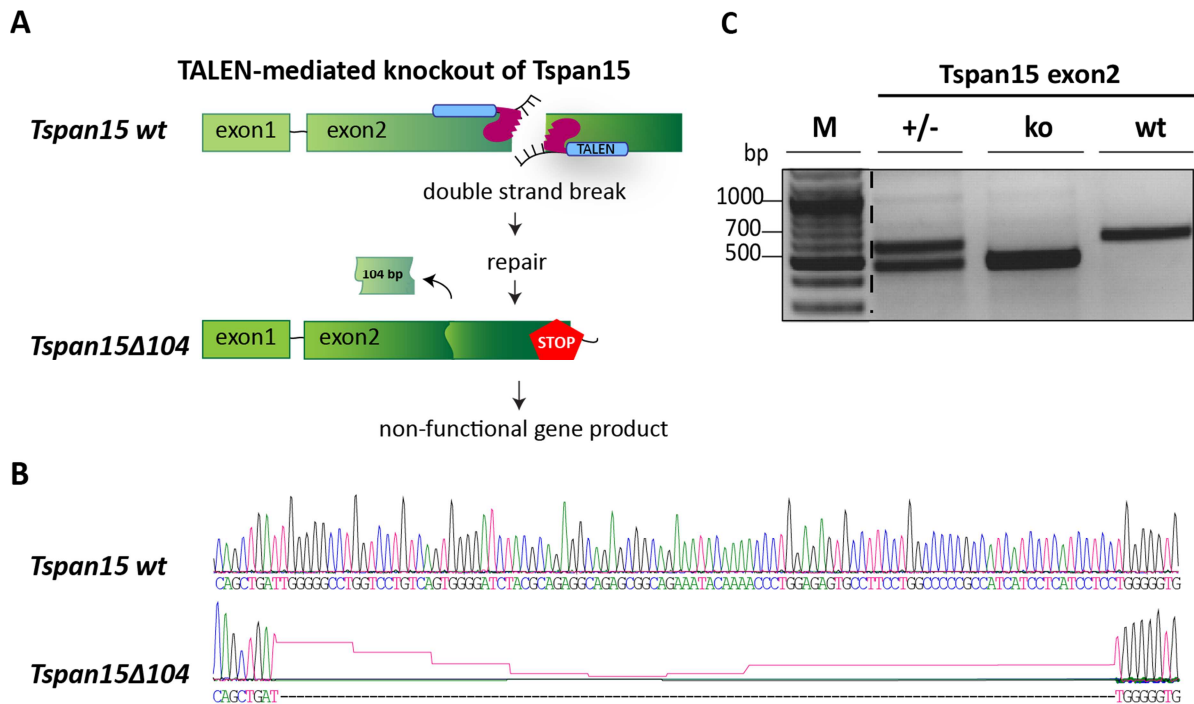 A
TALEN-mediated knockout of Tspan15
Tspan15 wt
exon1
exon2
TALEN
double strand break
repair
104 bp
Tspan15Δ104
exon1
exon2
STOP
non-functional gene product
C
Tspan15 exon2
M
+/-
ko
wt
bp
1000
700
500
B
Tspan15 wt
CAGCTGATTGGGGGCCTGGTCCTGTCAGTGGGGATCTACGCAGAGGCAGAGCGGCAGAAATACAAAACCCTGGAGAGTGCCTTCCTGGCCCCCGCCATCATCCTCATCCTCCTGGGGGTG
Tspan15Δ104
CAGCTGAT--------------------------------------------------------------------------------------------------------TGGGGGTG